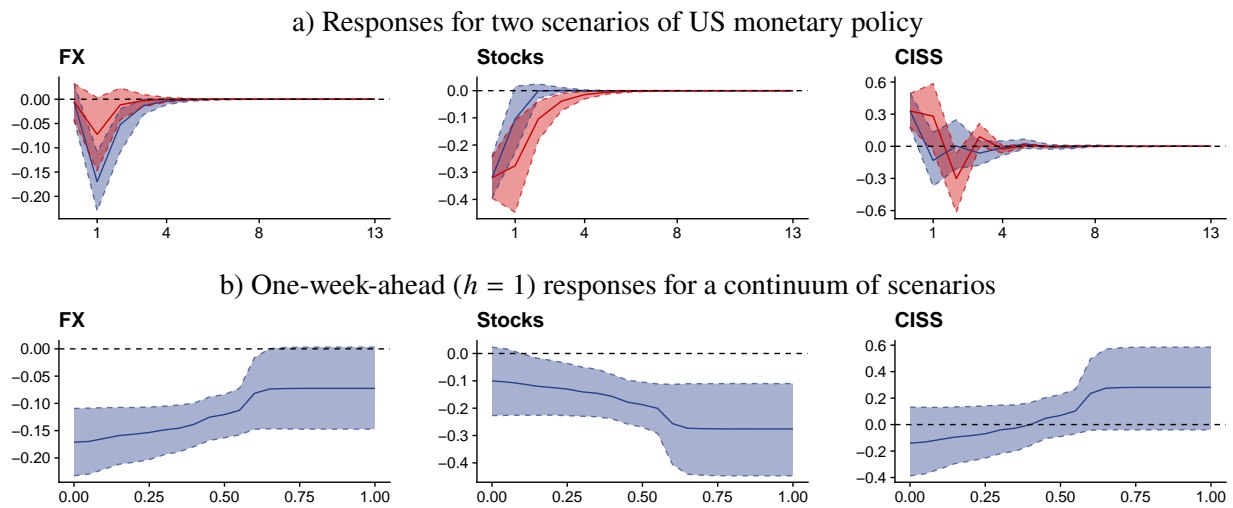 a) Responses for two scenarios of US monetary policy
FX
Stocks
CISS
0.00
−0.05
−0.10
−0.15
−0.20
1 4 8 13
0.0
−0.1
−0.2
−0.3
−0.4
1 4 8 13
0.6
0.3
0.0
−0.3
−0.6
1 4 8 13
b) One-week-ahead (h = 1) responses for a continuum of scenarios
FX
Stocks
CISS
0.00
−0.05
−0.10
−0.15
−0.20
0.00 0.25 0.50 0.75 1.00
0.0
−0.1
−0.2
−0.3
−0.4
0.00 0.25 0.50 0.75 1.00
0.6
0.4
0.2
0.0
−0.2
−0.4
0.00 0.25 0.50 0.75 1.00